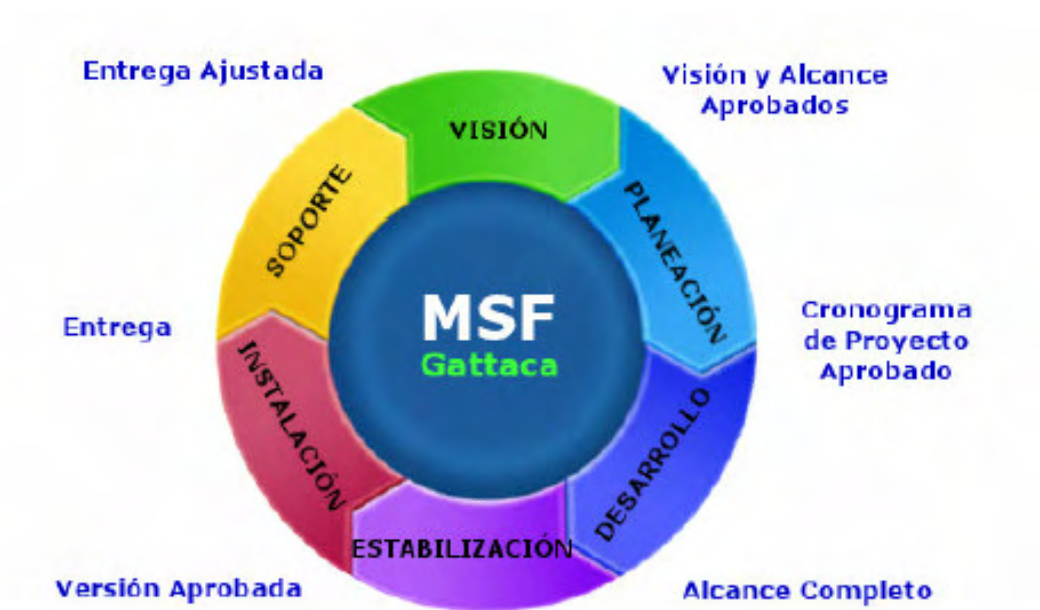 Entrega Ajustada
Visión y Alcance
Aprobados
VISIÓN
SOPORTE
PLANEACIÓN
MSF
Gattaca
Entrega
Cronograma
de Proyecto
Aprobado
INSTALACIÓN
DESARROLLO
ESTABILIZACIÓN
Versión Aprobada
Alcance Completo